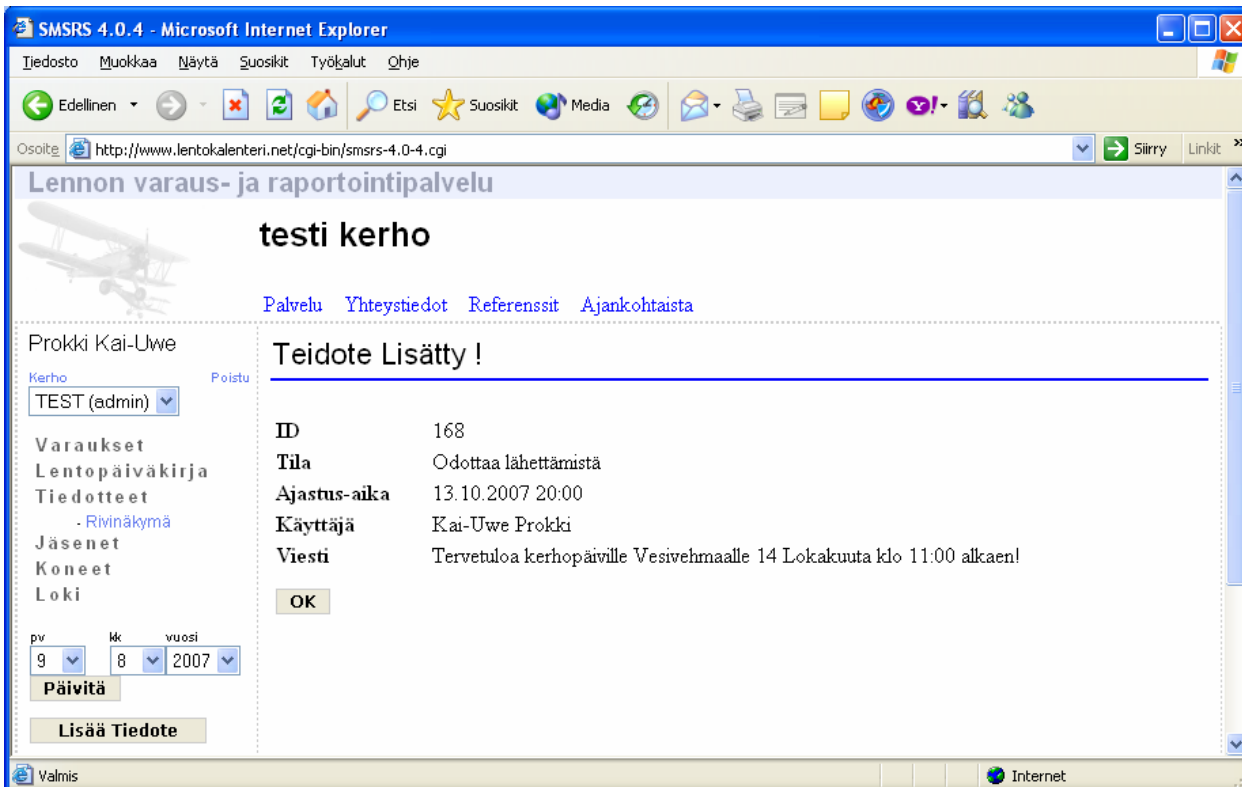 SMSRS 4.0.4 - Microsoft Internet Explorer
Tiedosto Muokkaa Näytä Suosikit Työkalut Ohje
Edellinen Etsi Suosikit Media
Osoite http://www.lentokalenteri.net/cgi-bin/smsrs-4.0-4.cgi Siirry Linkit »
Lennon varaus- ja raportointipalvelu
testi kerho
Palvelu Yhteystiedot Referenssit Ajankohtaista
Prokki Kai-Uwe
Kerho Poistu
TEST (admin)
Varaukset
Lentopäiväkirja
Tiedotteet
- Rivinäkymä
Jäsenet
Koneet
Loki
pv kk vuosi
9 8 2007
Päivitä
Lisää Tiedote
Teidote Lisätty !
ID 168
Tila Odottaa lähettämistä
Ajastus-aika 13.10.2007 20:00
Käyttäjä Kai-Uwe Prokki
Viesti Tervetuloa kerhopäiville Vesivehmaalle 14 Lokakuuta klo 11:00 alkaen!
OK
Valmis Internet